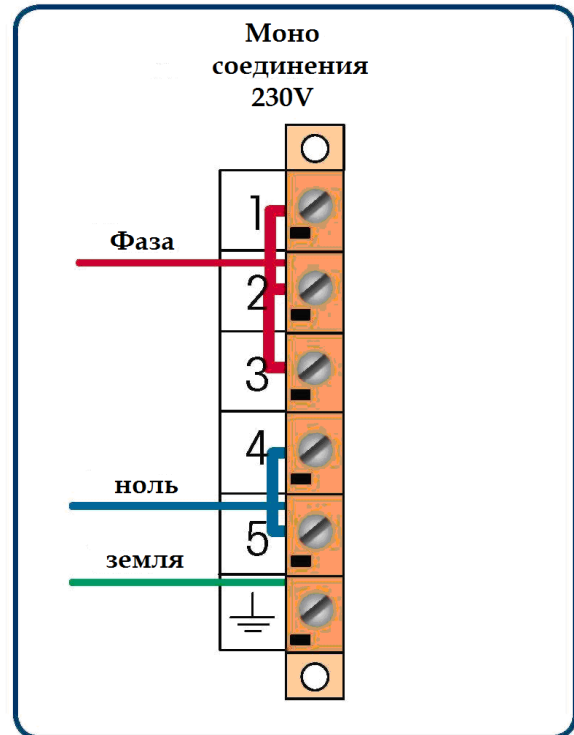 Моно
соединения
230V
1
Фаза
2
3
4
ноль
5
земля